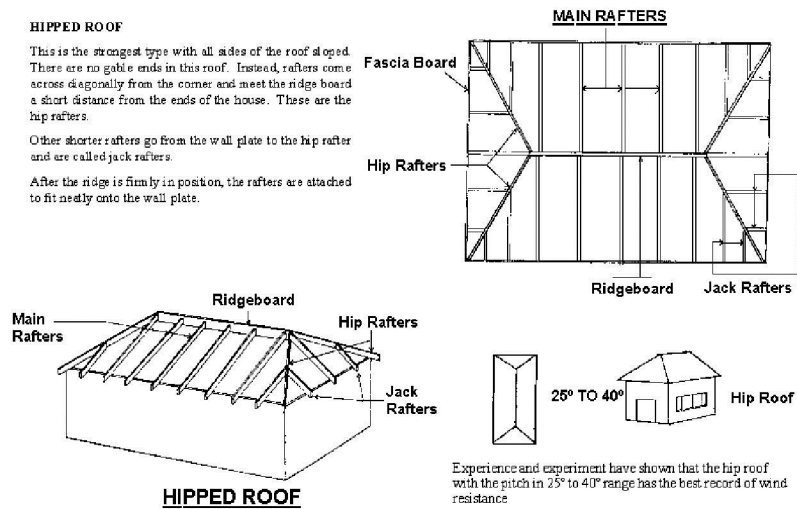 HIPPED ROOF
This is the strongest type with all sides of the roof sloped.
There are no gable ends in this roof. Instead, rafters come
across diagonally from the corner and meet the ridge board
a short distance from the ends of the house. These are the
hip rafters.
Other shorter rafters go from the wall plate to the hip rafter
and are called jack rafters.
After the ridge is firmly in position, the rafters are attached
to fit neatly onto the wall plate.
MAIN RAFTERS
Fascia Board
Hip Rafters
Ridgeboard
Jack Rafters
Ridgeboard
Main
Rafters
Hip Rafters
Jack
Rafters
HIPPED ROOF
25° TO 40°
Hip Roof
Experience and experiment have shown that the hip roof
with the pitch in 25° to 40° range has the best record of wind
resistance